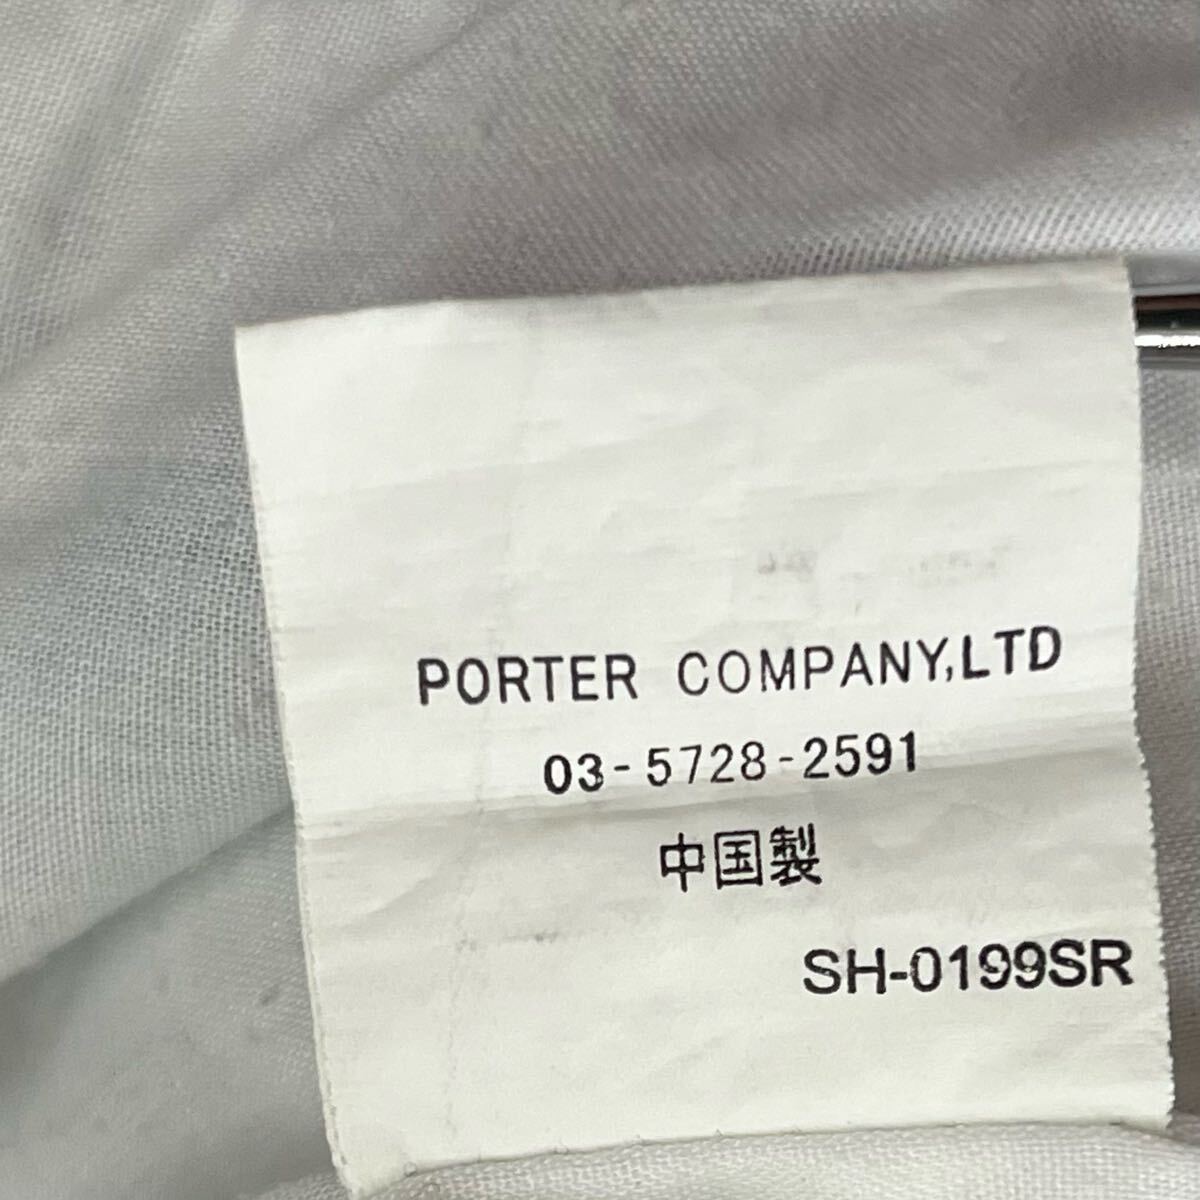 PORTER COMPANY,LTD
03-5728-2591
中国製
SH-0199SR